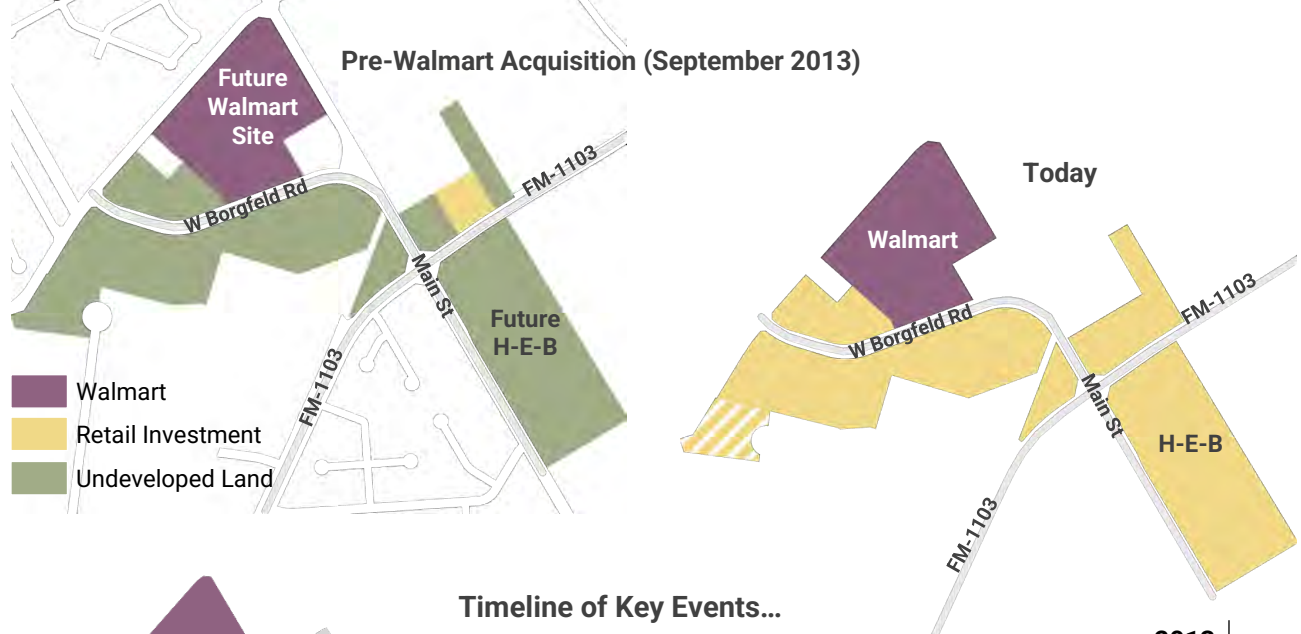 Pre-Walmart Acquisition (September 2013)
Future
Walmart
Site
FM-1103
W Borgfeld Rd
Main St
Future
H-E-B
FM-1103
Walmart
Retail Investment
Undeveloped Land
Today
Walmart
FM-1103
W Borgfeld Rd
Main St
H-E-B
FM-1103
Timeline of Key Events…